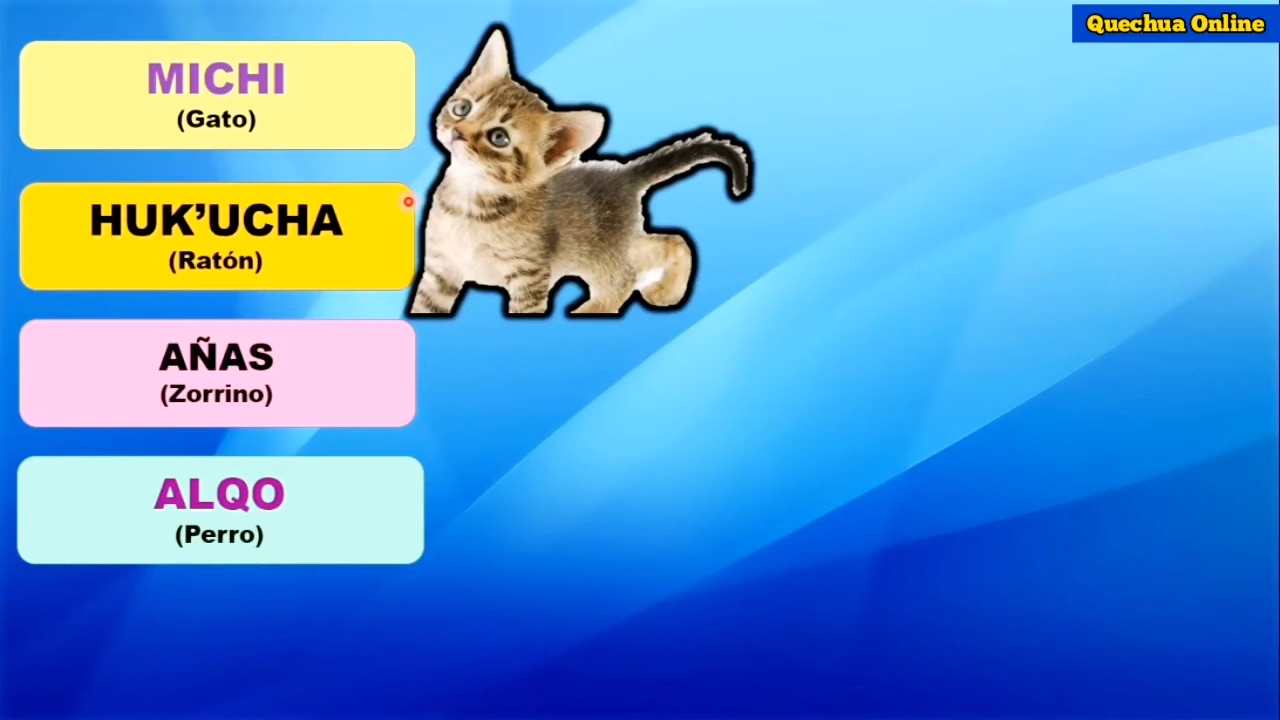 Quechua Online
MICHI
(Gato)
HUK’UCHA
(Ratón)
AÑAS
(Zorrino)
ALQO
(Perro)